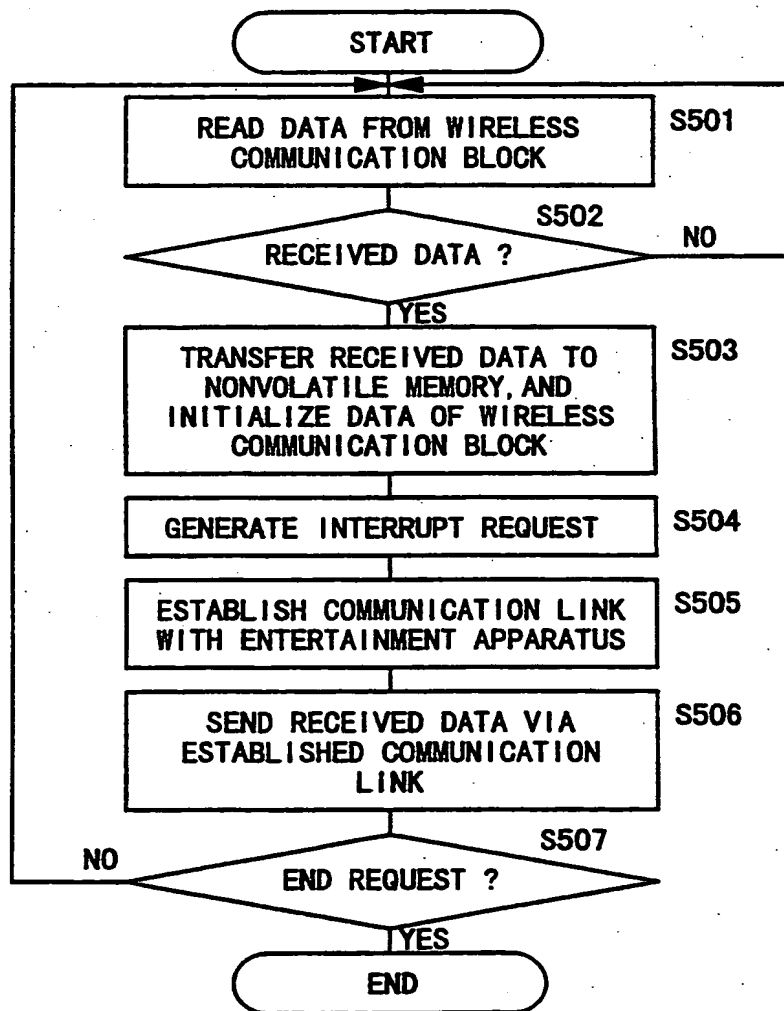 START
READ DATA FROM WIRELESS
COMMUNICATION BLOCK
S501
S502
RECEIVED DATA ?
NO
YES
TRANSFER RECEIVED DATA TO
NONVOLATILE MEMORY, AND
INITIALIZE DATA OF WIRELESS
COMMUNICATION BLOCK
S503
GENERATE INTERRUPT REQUEST
S504
ESTABLISH COMMUNICATION LINK
WITH ENTERTAINMENT APPARATUS
S505
SEND RECEIVED DATA VIA
ESTABLISHED COMMUNICATION
LINK
S506
S507
NO
END REQUEST ?
YES
END